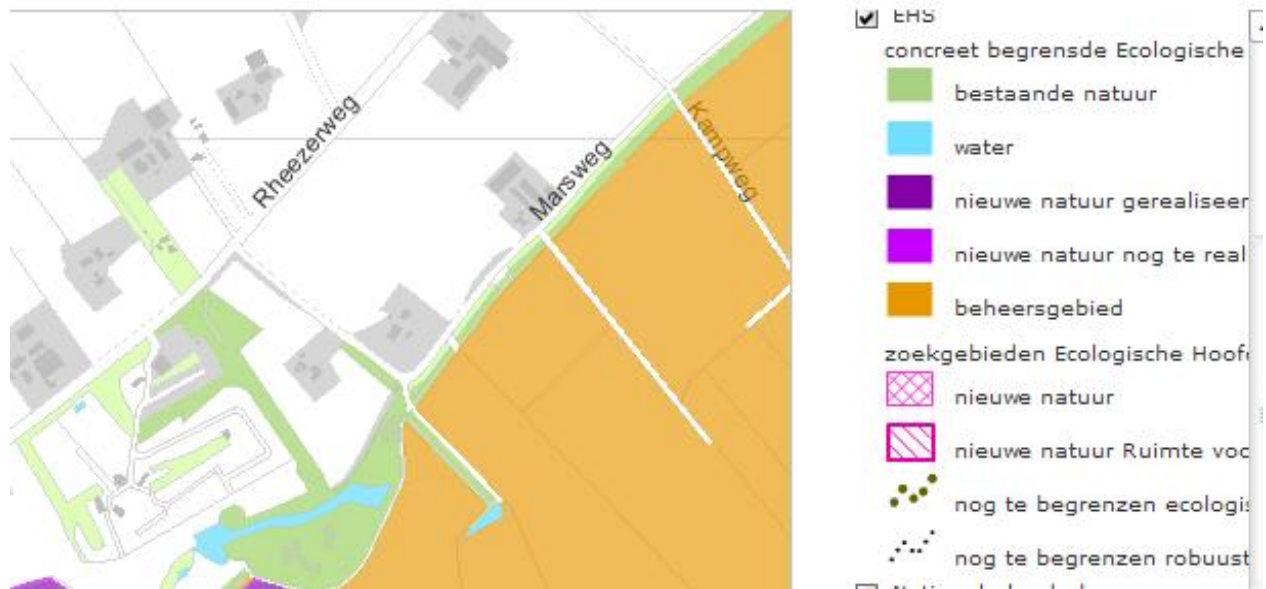 Rheezerweg
Marsweg
Kampweg
EHS
concreet begrensde Ecologische
bestaande natuur
water
nieuwe natuur gerealiseer
nieuwe natuur nog te real
beheersgebied
zoekgebieden Ecologische Hoof
nieuwe natuur
nieuwe natuur Ruimte voo
nog te begrenzen ecologis
nog te begrenzen robuust